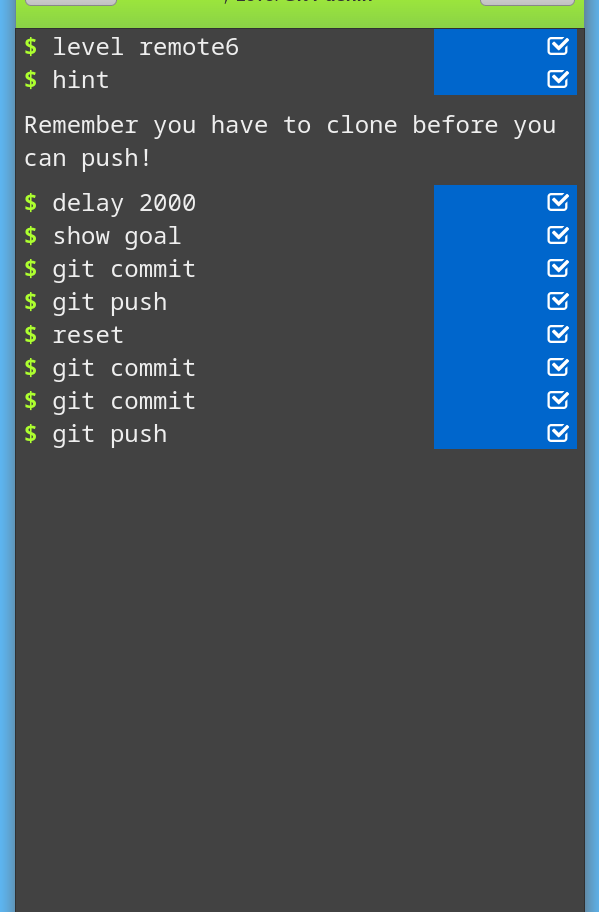 $ level remote6
$ hint
Remember you have to clone before you
can push!
$ delay 2000
$ show goal
$ git commit
$ git push
$ reset
$ git commit
$ git commit
$ git push